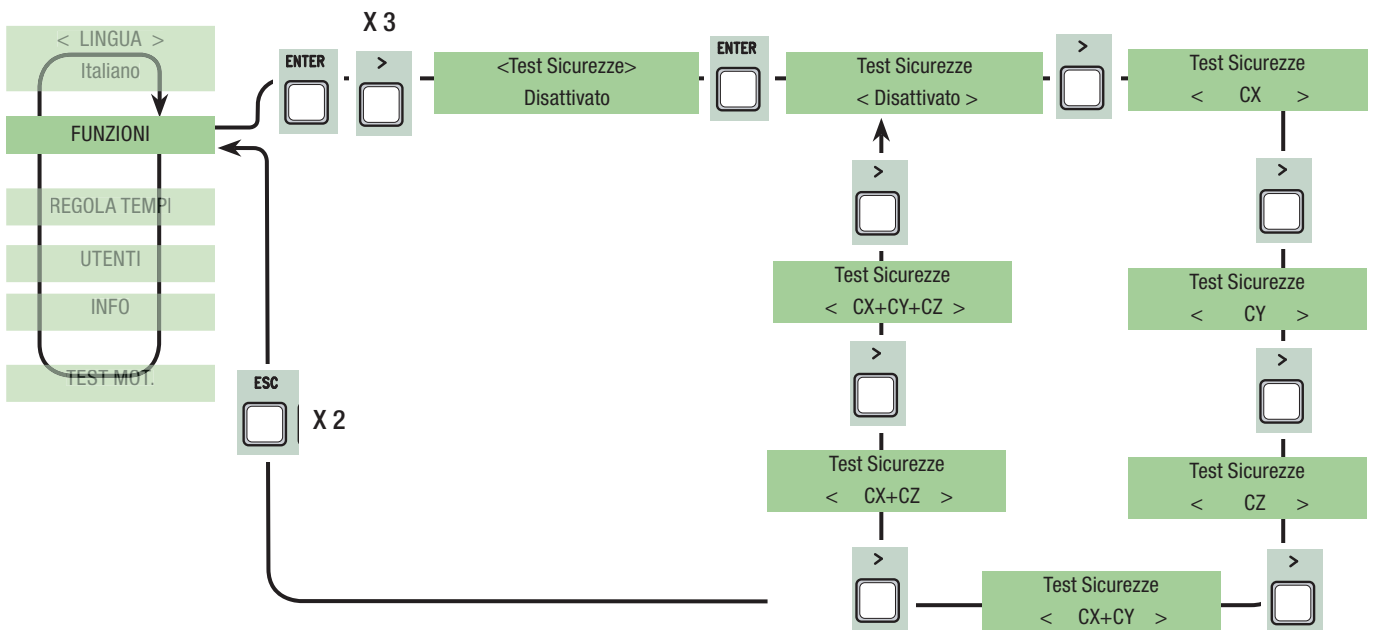 X 3
< LINGUA >
Italiano
ENTER
>
<Test Sicurezze>
Disattivato
ENTER
Test Sicurezze
< Disattivato >
>
Test Sicurezze
< CX >
FUNZIONI
>
>
REGOLA TEMPI
UTENTI
INFO
TEST MOT.
Test Sicurezze
< CX+CY+CZ >
Test Sicurezze
< CY >
>
>
ESC
X 2
Test Sicurezze
< CX+CZ >
Test Sicurezze
< CZ >
>
>
Test Sicurezze
< CX+CY >